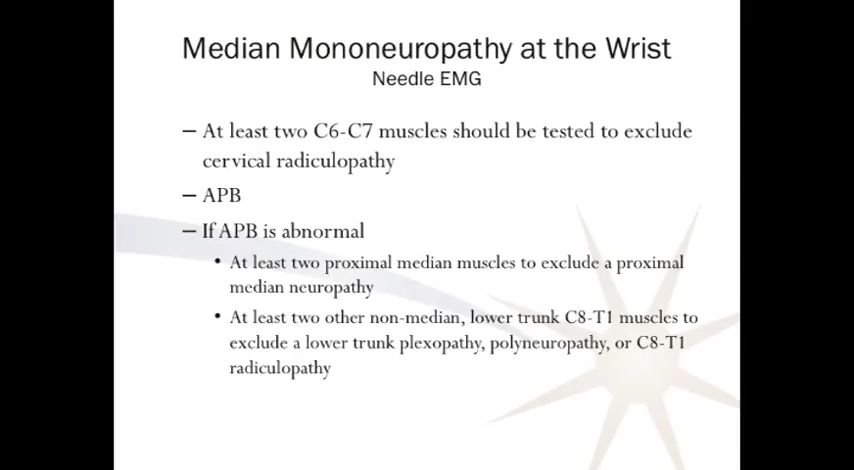 Median Mononeuropathy at the Wrist
Needle EMG
– At least two C6-C7 muscles should be tested to exclude
cervical radiculopathy
– APB
– If APB is abnormal
• At least two proximal median muscles to exclude a proximal
median neuropathy
• At least two other non-median, lower trunk C8-T1 muscles to
exclude a lower trunk plexopathy, polyneuropathy, or C8-T1
radiculopathy